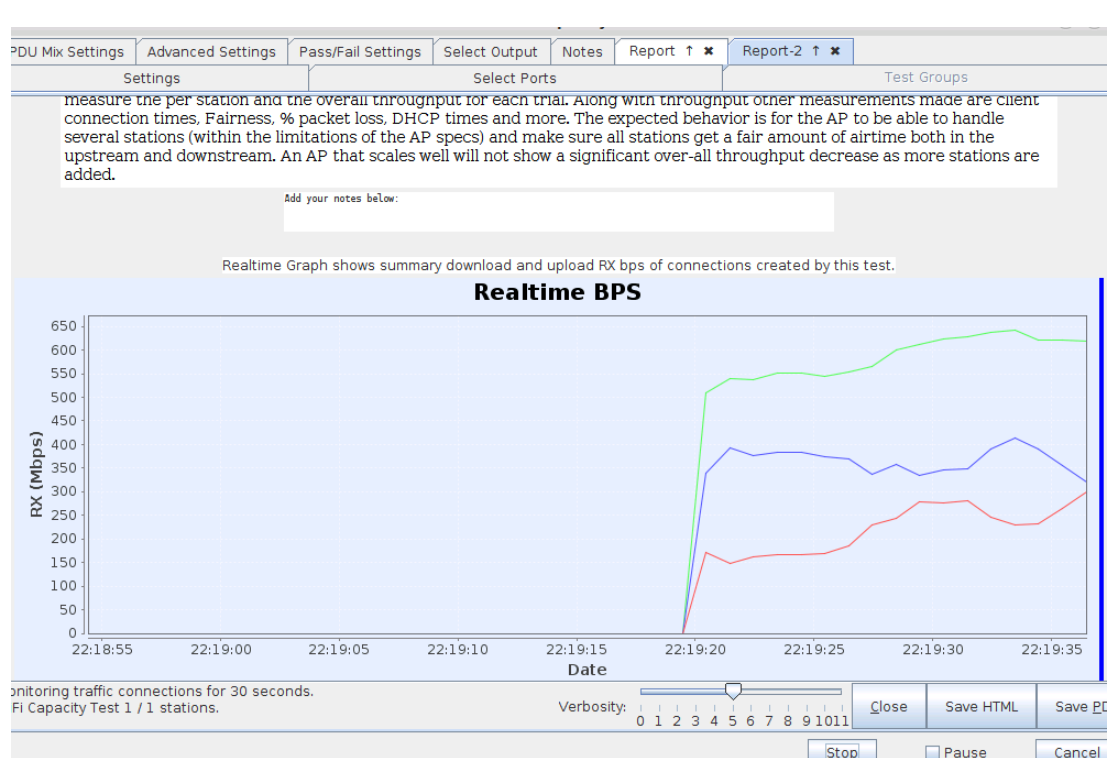 PDU Mix Settings Advanced Settings Pass/Fail Settings Select Output Notes Report ↑ ✖ Report-2 ↑ ✖
Settings Select Ports Test Groups
measure the per station and the overall throughput for each trial. Along with throughput other measurements made are client
connection times, Fairness, % packet loss, DHCP times and more. The expected behavior is for the AP to be able to handle
several stations (within the limitations of the AP specs) and make sure all stations get a fair amount of airtime both in the
upstream and downstream. An AP that scales well will not show a significant over-all throughput decrease as more stations are
added.
Add your notes below:
Realtime Graph shows summary download and upload RX bps of connections created by this test.
Realtime BPS
RX (Mbps)
650
600
550
500
450
400
350
300
250
200
150
100
50
0
22:18:55 22:19:00 22:19:05 22:19:10 22:19:15 22:19:20 22:19:25 22:19:30 22:19:35
Date
onitoring traffic connections for 30 seconds.
Fi Capacity Test 1 / 1 stations.
Verbosity:
0 1 2 3 4 5 6 7 8 9 10 11
Close Save HTML Save PD
Stop Pause Cancel